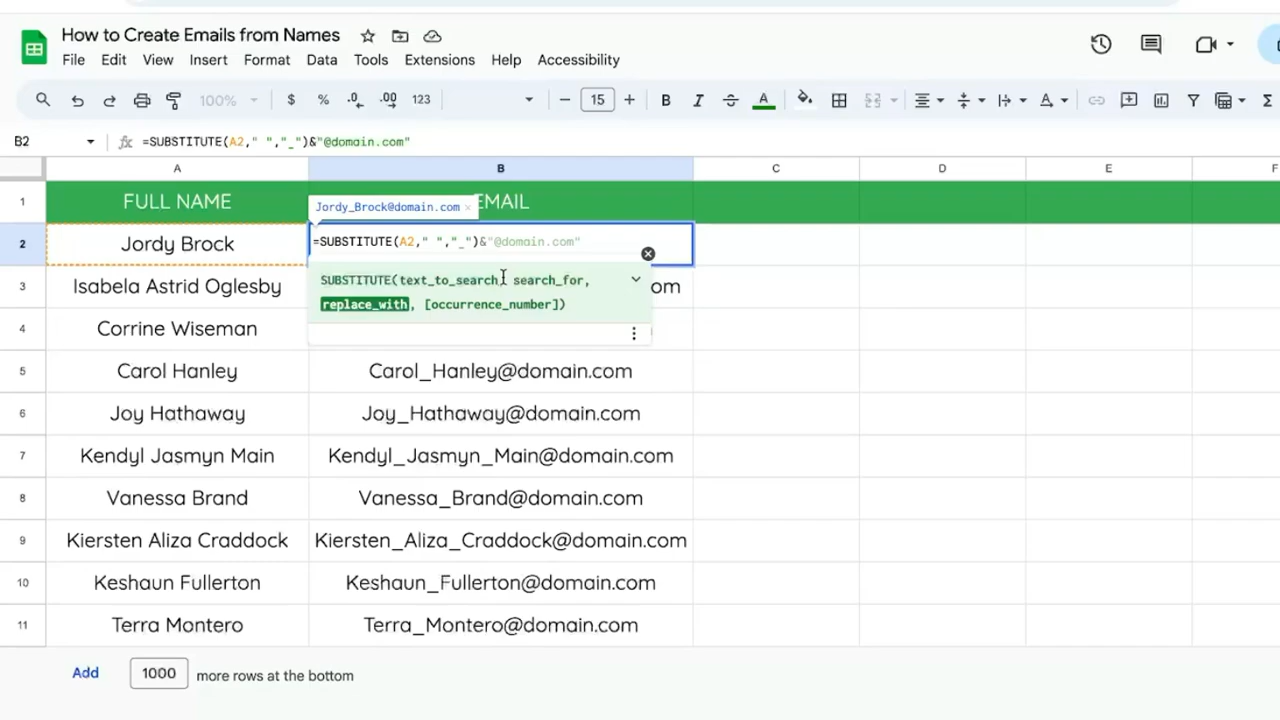 How to Create Emails from Names
File Edit View Insert Format Data Tools Extensions Help Accessibility
100% $ % .0 .00 123 15 B I A Σ
B2 fx =SUBSTITUTE(A2," ","_")&"@domain.com"
A B C D E F
1 FULL NAME EMAIL
Jordy_Brock@domain.com ×
2 Jordy Brock =SUBSTITUTE(A2," ","_")&"@domain.com"
SUBSTITUTE(text_to_search, search_for,
replace_with, [occurrence_number])
3 Isabela Astrid Oglesby om
4 Corrine Wiseman
5 Carol Hanley Carol_Hanley@domain.com
6 Joy Hathaway Joy_Hathaway@domain.com
7 Kendyl Jasmyn Main Kendyl_Jasmyn_Main@domain.com
8 Vanessa Brand Vanessa_Brand@domain.com
9 Kiersten Aliza Craddock Kiersten_Aliza_Craddock@domain.com
10 Keshaun Fullerton Keshaun_Fullerton@domain.com
11 Terra Montero Terra_Montero@domain.com
Add 1000 more rows at the bottom